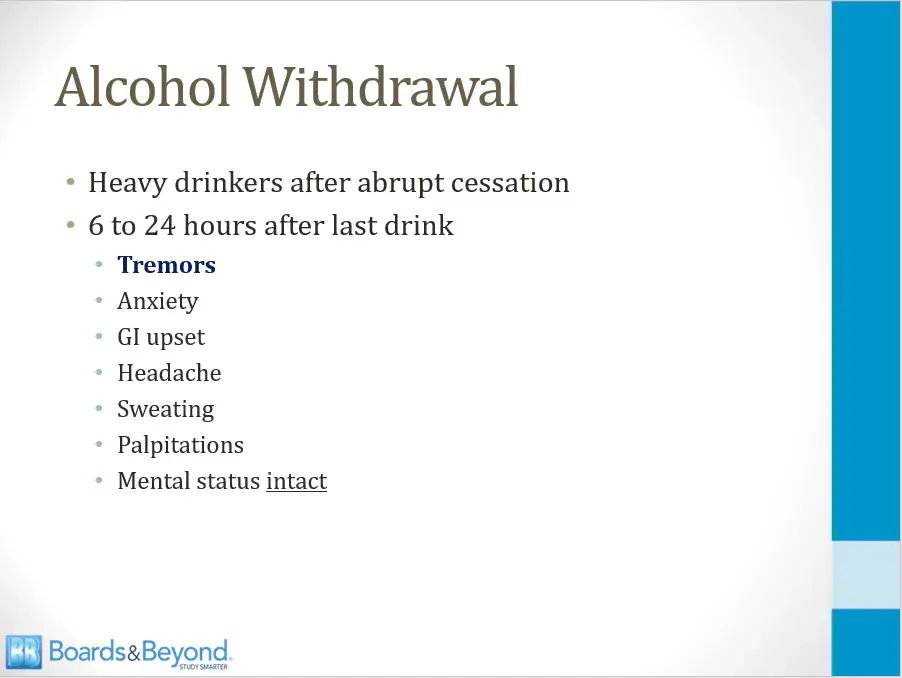 Alcohol Withdrawal
• Heavy drinkers after abrupt cessation
• 6 to 24 hours after last drink
• Tremors
• Anxiety
• GI upset
• Headache
• Sweating
• Palpitations
• Mental status intact
BB Boards&Beyond.
STUDY SMARTER